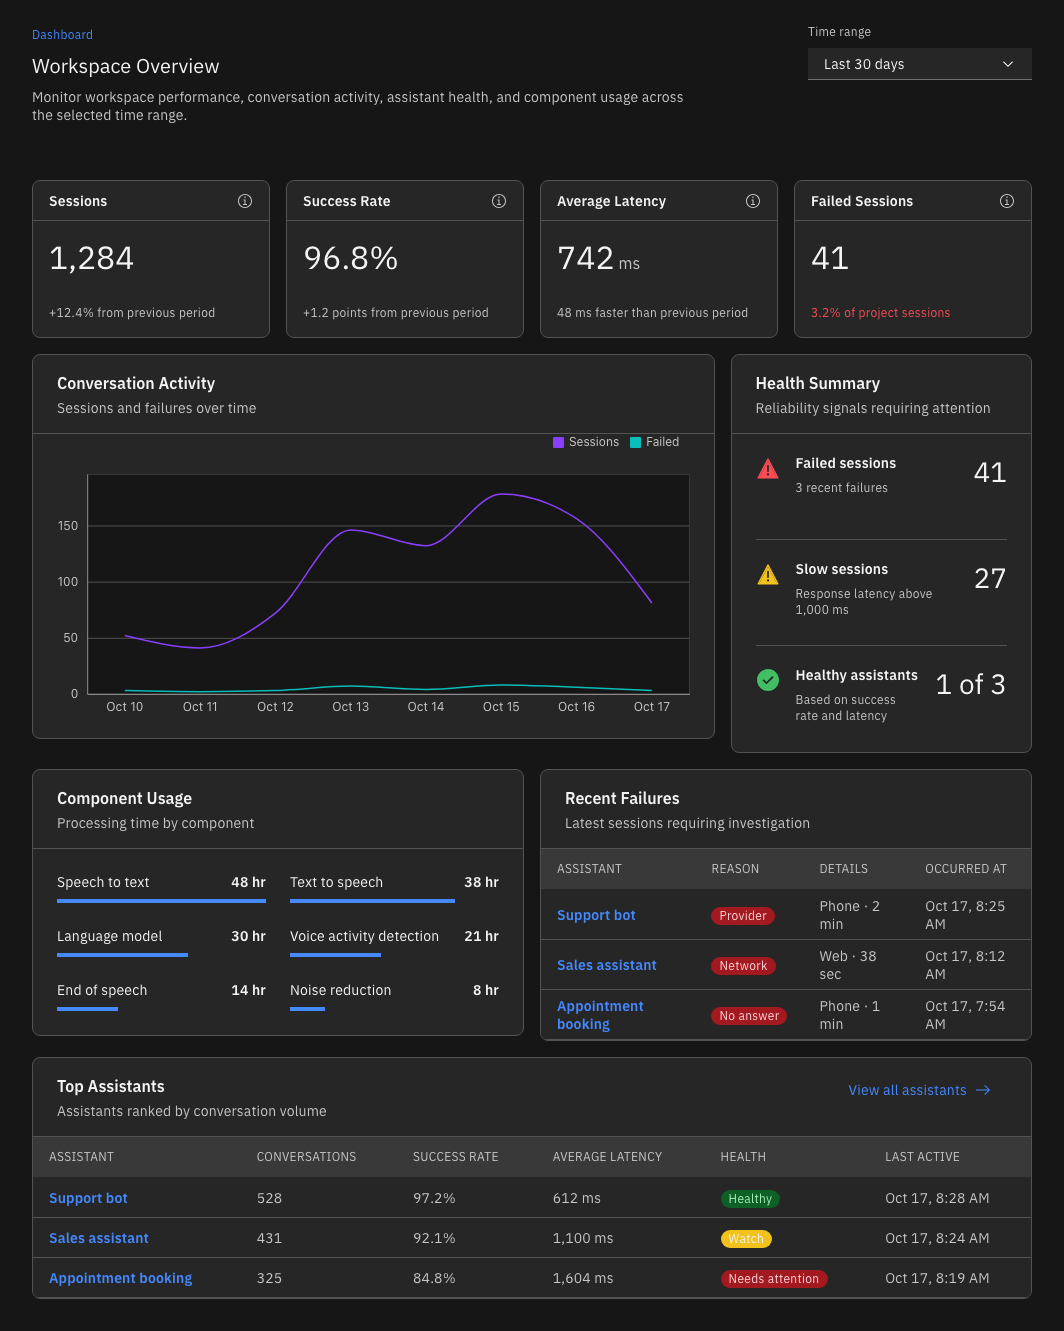 Dashboard
Workspace Overview
Monitor workspace performance, conversation activity, assistant health, and component usage across
the selected time range.
Time range
Last 30 days
Sessions
1,284
+12.4% from previous period
Success Rate
96.8%
+1.2 points from previous period
Average Latency
742 ms
48 ms faster than previous period
Failed Sessions
41
3.2% of project sessions
Conversation Activity
Sessions and failures over time
Sessions Failed
150
100
50
0
Oct 10 Oct 11 Oct 12 Oct 13 Oct 14 Oct 15 Oct 16 Oct 17
Health Summary
Reliability signals requiring attention
Failed sessions
3 recent failures
41
Slow sessions
Response latency above
1,000 ms
27
Healthy assistants
Based on success
rate and latency
1 of 3
Component Usage
Processing time by component
Speech to text 48 hr
Text to speech 38 hr
Language model 30 hr
Voice activity detection 21 hr
End of speech 14 hr
Noise reduction 8 hr
Recent Failures
Latest sessions requiring investigation
ASSISTANT REASON DETAILS OCCURRED AT
Support bot Provider Phone · 2
min Oct 17, 8:25
AM
Sales assistant Network Web · 38
sec Oct 17, 8:12
AM
Appointment
booking No answer Phone · 1
min Oct 17, 7:54
AM
Top Assistants
Assistants ranked by conversation volume
View all assistants
ASSISTANT CONVERSATIONS SUCCESS RATE AVERAGE LATENCY HEALTH LAST ACTIVE
Support bot 528 97.2% 612 ms Healthy Oct 17, 8:28 AM
Sales assistant 431 92.1% 1,100 ms Watch Oct 17, 8:24 AM
Appointment booking 325 84.8% 1,604 ms Needs attention Oct 17, 8:19 AM